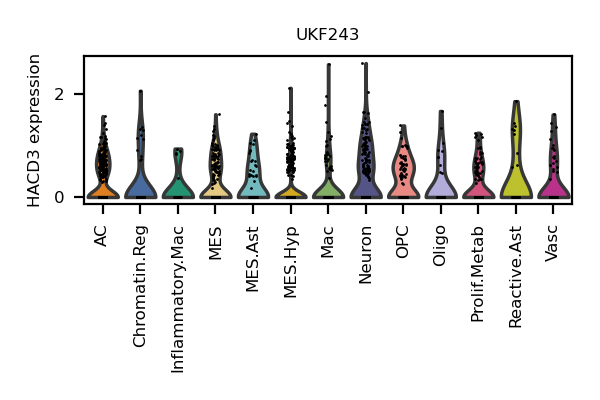 UKF243
HACD3 expression
2
0
AC
Chromatin.Reg
Inflammatory.Mac
MES
MES.Ast
MES.Hyp
Mac
Neuron
OPC
Oligo
Prolif.Metab
Reactive.Ast
Vasc